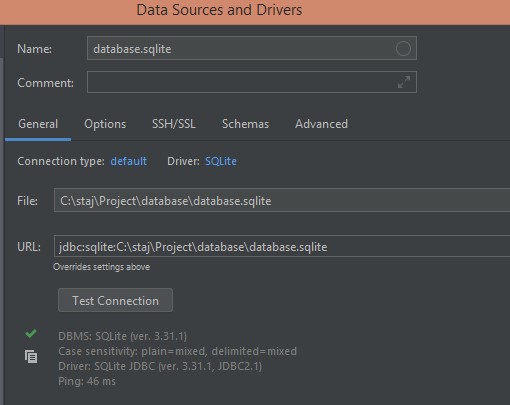 Data Sources and Drivers
Name: database.sqlite
Comment:
General Options SSH/SSL Schemas Advanced
Connection type: default Driver: SQLite
File: C:\staj\Project\database\database.sqlite
URL: jdbc:sqlite:C:\staj\Project\database\database.sqlite
Overrides settings above
Test Connection
DBMS: SQLite (ver. 3.31.1)
Case sensitivity: plain=mixed, delimited=mixed
Driver: SQLite JDBC (ver. 3.31.1, JDBC2.1)
Ping: 46 ms